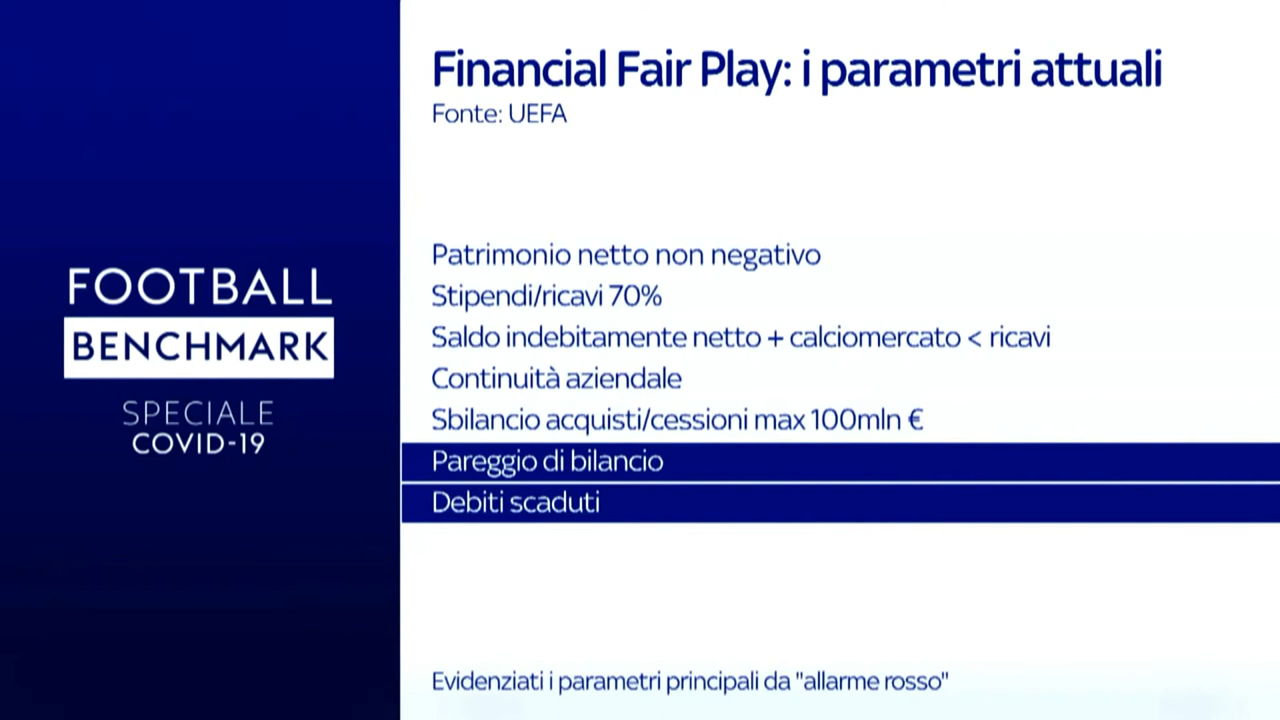 Financial Fair Play: i parametri attuali
Fonte: UEFA
FOOTBALL
BENCHMARK
SPECIALE
COVID-19
Patrimonio netto non negativo
Stipendi/ricavi 70%
Saldo indebitamente netto + calciomercato < ricavi
Continuità aziendale
Sbilancio acquisti/cessioni max 100mln €
Pareggio di bilancio
Debiti scaduti
Evidenziati i parametri principali da "allarme rosso"